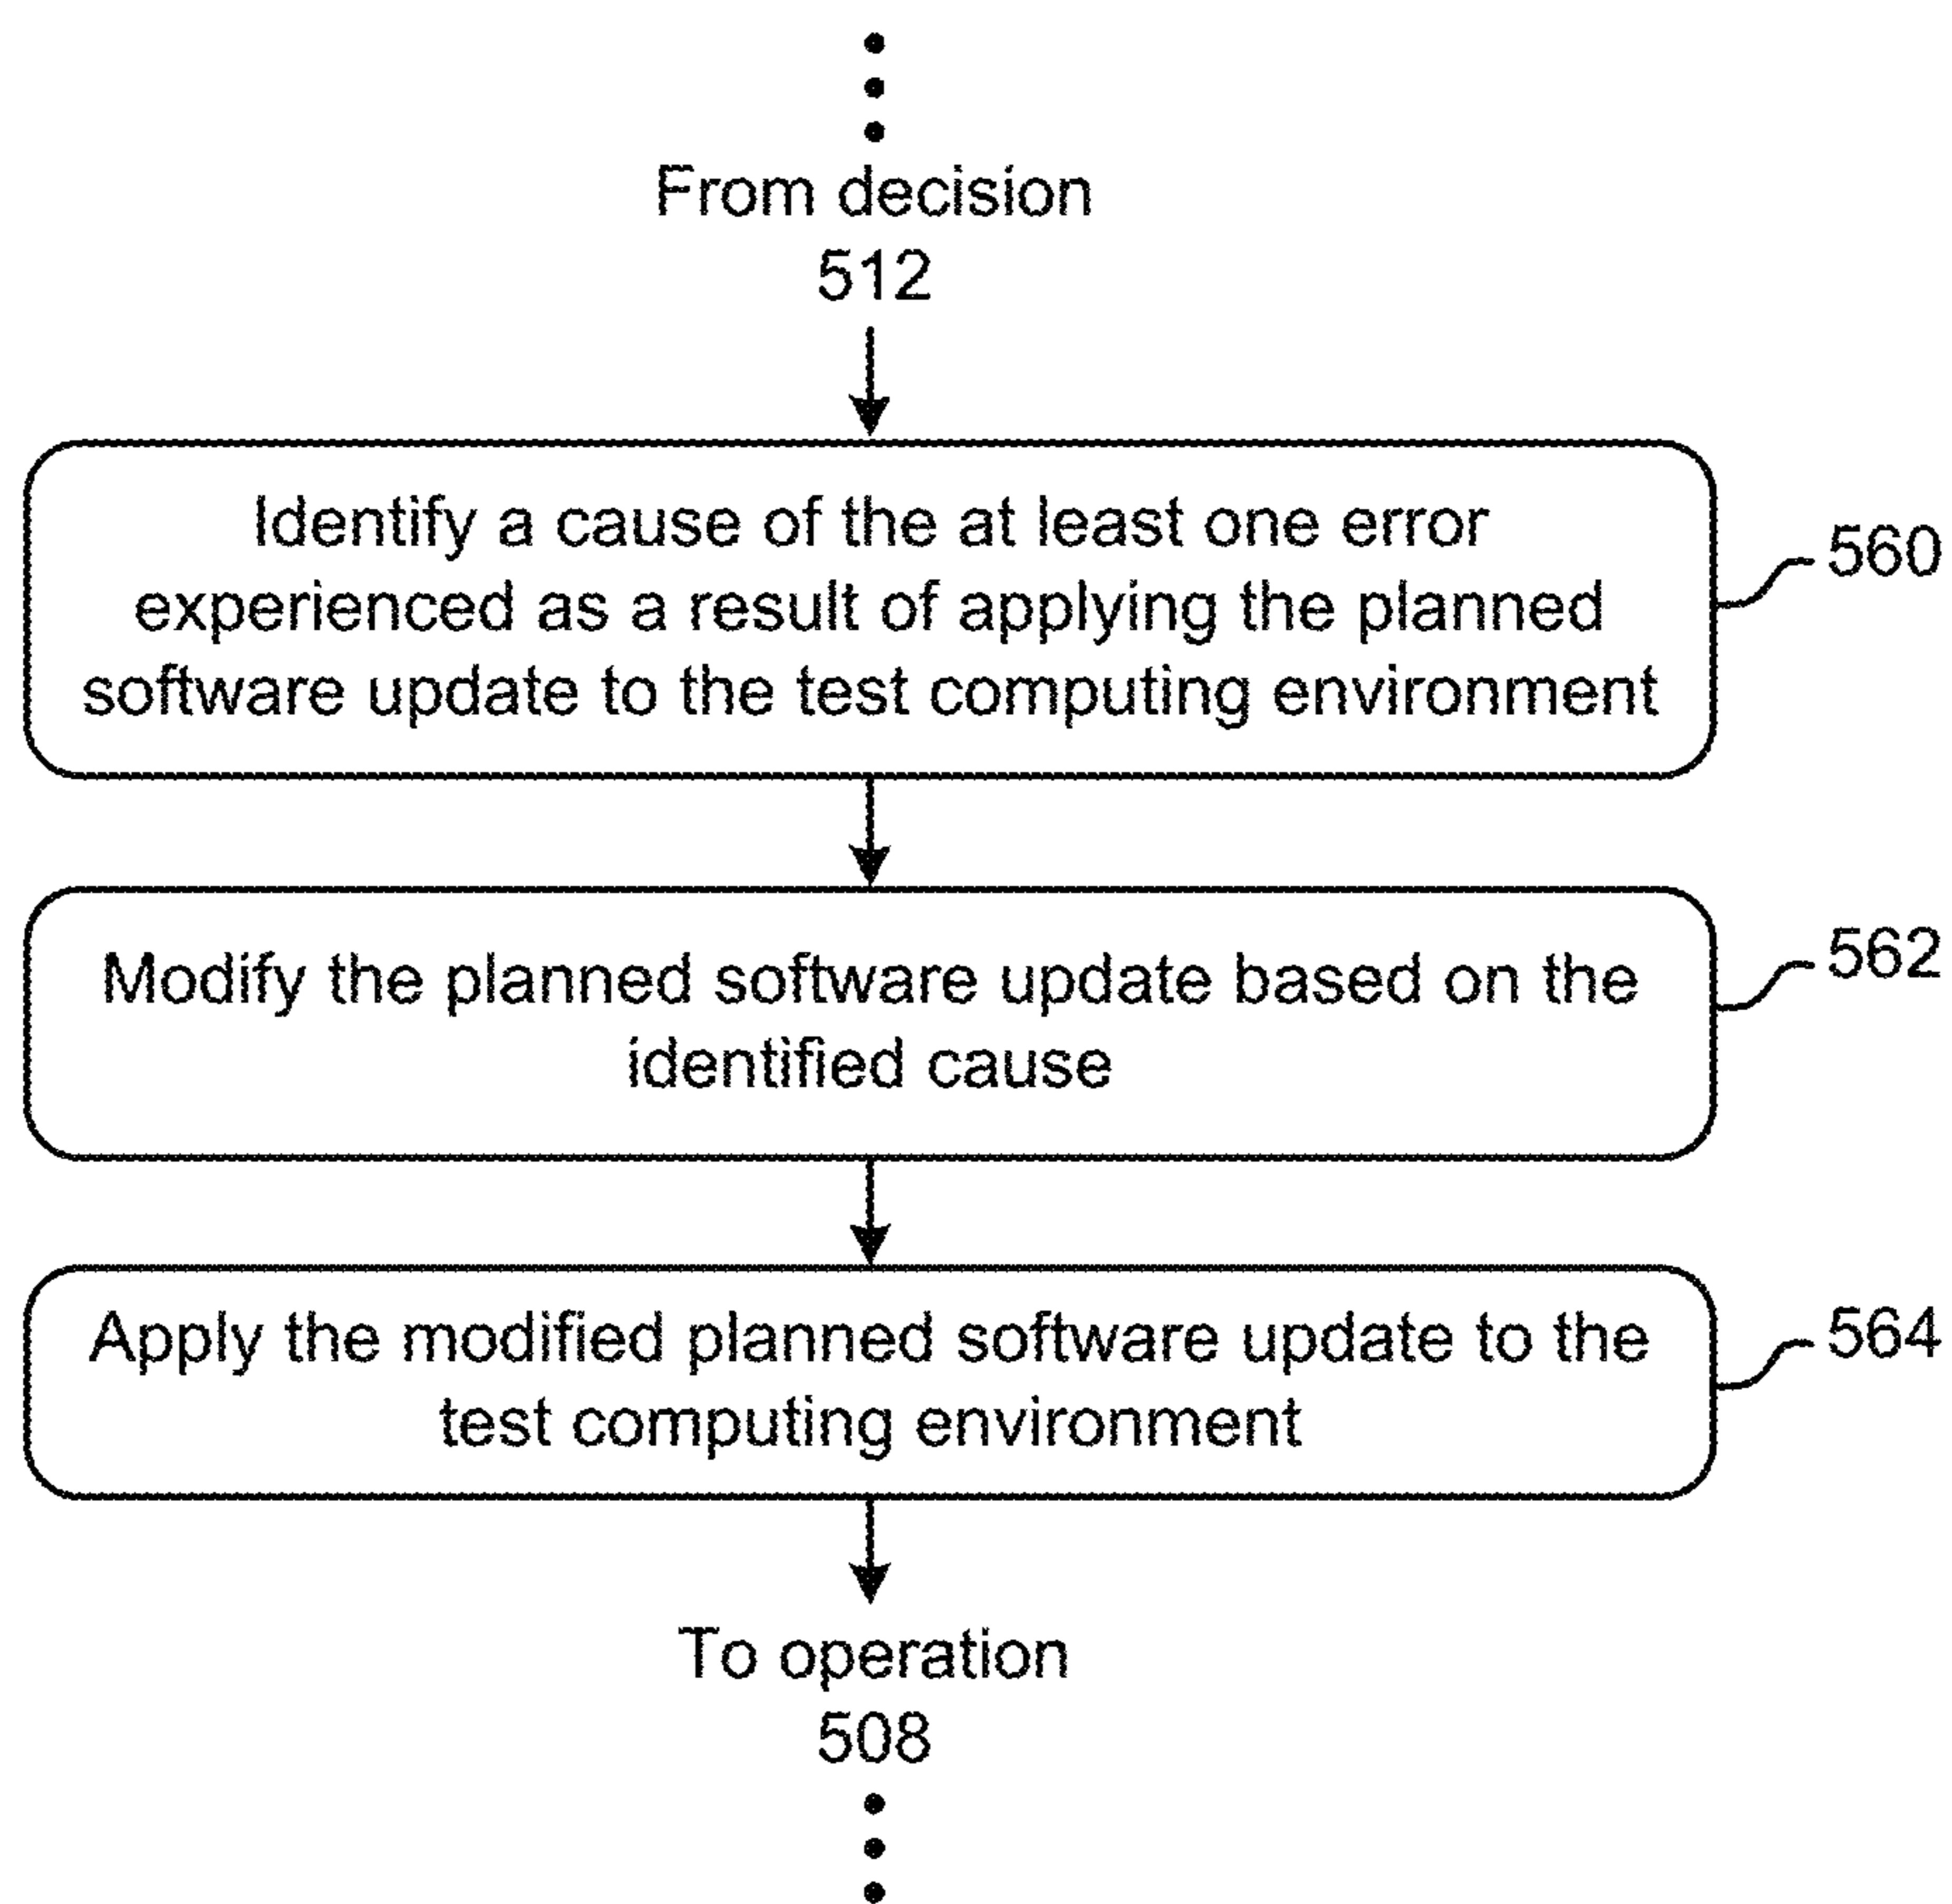 From decision
512
Identify a cause of the at least one error
experienced as a result of applying the planned
software update to the test computing environment
560
Modify the planned software update based on the
identified cause
562
Apply the modified planned software update to the
test computing environment
564
To operation
508